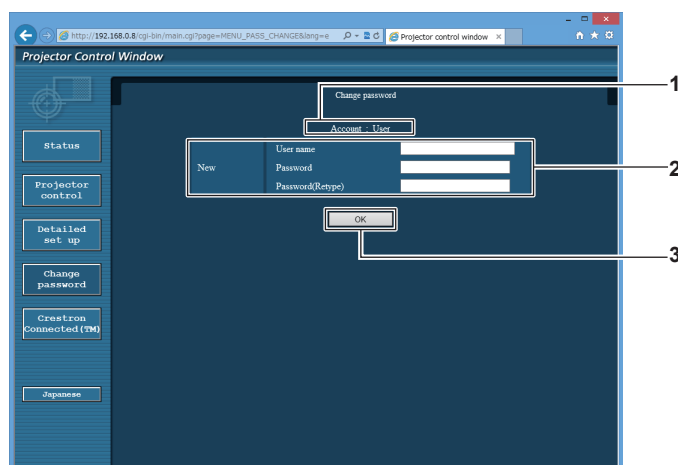 http://192.168.0.8/cgi-bin/main.cgi?page=MENU_PASS_CHANGE&lang=e
Projector control window
Projector Control Window
1
Change password
Account : User
Status
User name
2
New
Password
Projector
control
Password(Retype)
OK
Detailed
set up
3
Change
password
Crestron
Connected(TM)
Japanese